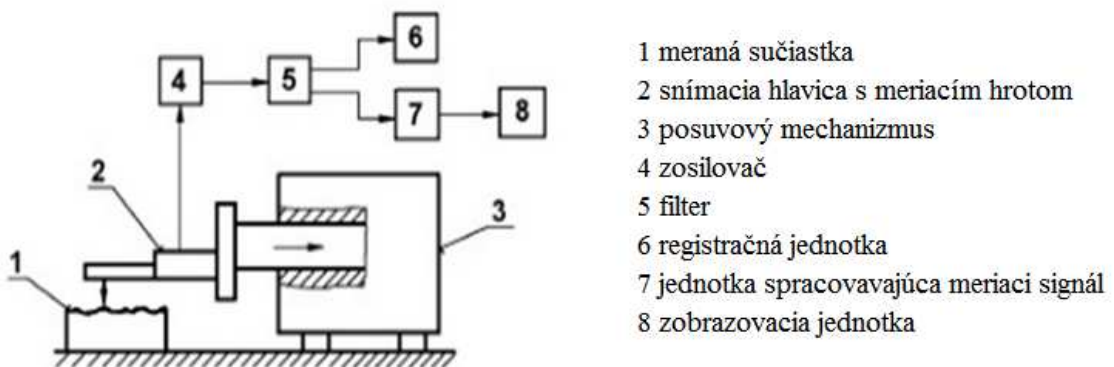 6
4
5
7
8
2
3
1
1 meraná sučiastka
2 snímacia hlavica s meriacím hrotom
3 posuvový mechanizmus
4 zosilovač
5 filter
6 registračná jednotka
7 jednotka spracovavajúca meriaci signál
8 zobrazovacia jednotka